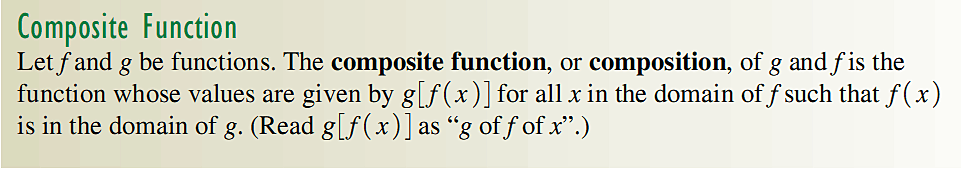 Composite Function
Let f and g be functions. The composite function, or composition, of g and f is the
function whose values are given by g[f(x)] for all x in the domain of f such that f(x)
is in the domain of g. (Read g[f(x)] as “g of f of x”.)